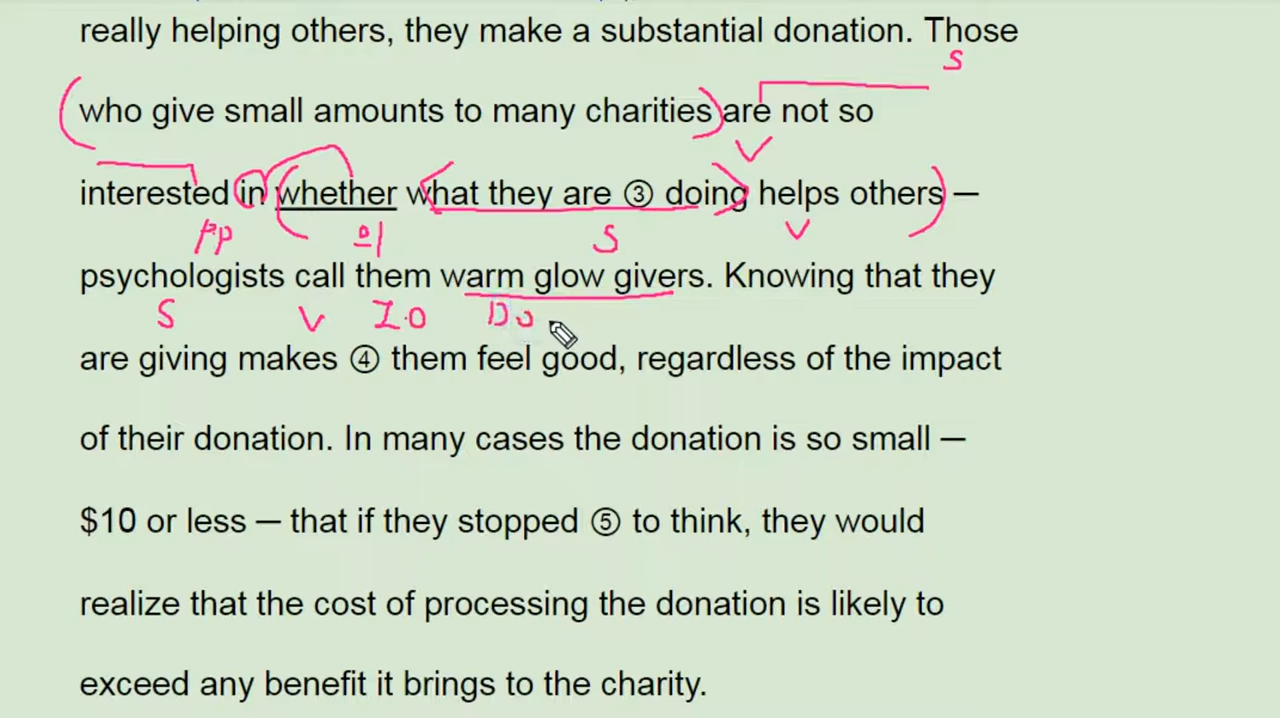 really helping others, they make a substantial donation. Those
S
who give small amounts to many charities) are not so
V
interested in whether what they are ③ doing helps others) —
P.P 의 S V
psychologists call them warm glow givers. Knowing that they
S V I.O D.O
are giving makes ④ them feel good, regardless of the impact
of their donation. In many cases the donation is so small —
$10 or less — that if they stopped ⑤ to think, they would
realize that the cost of processing the donation is likely to
exceed any benefit it brings to the charity.